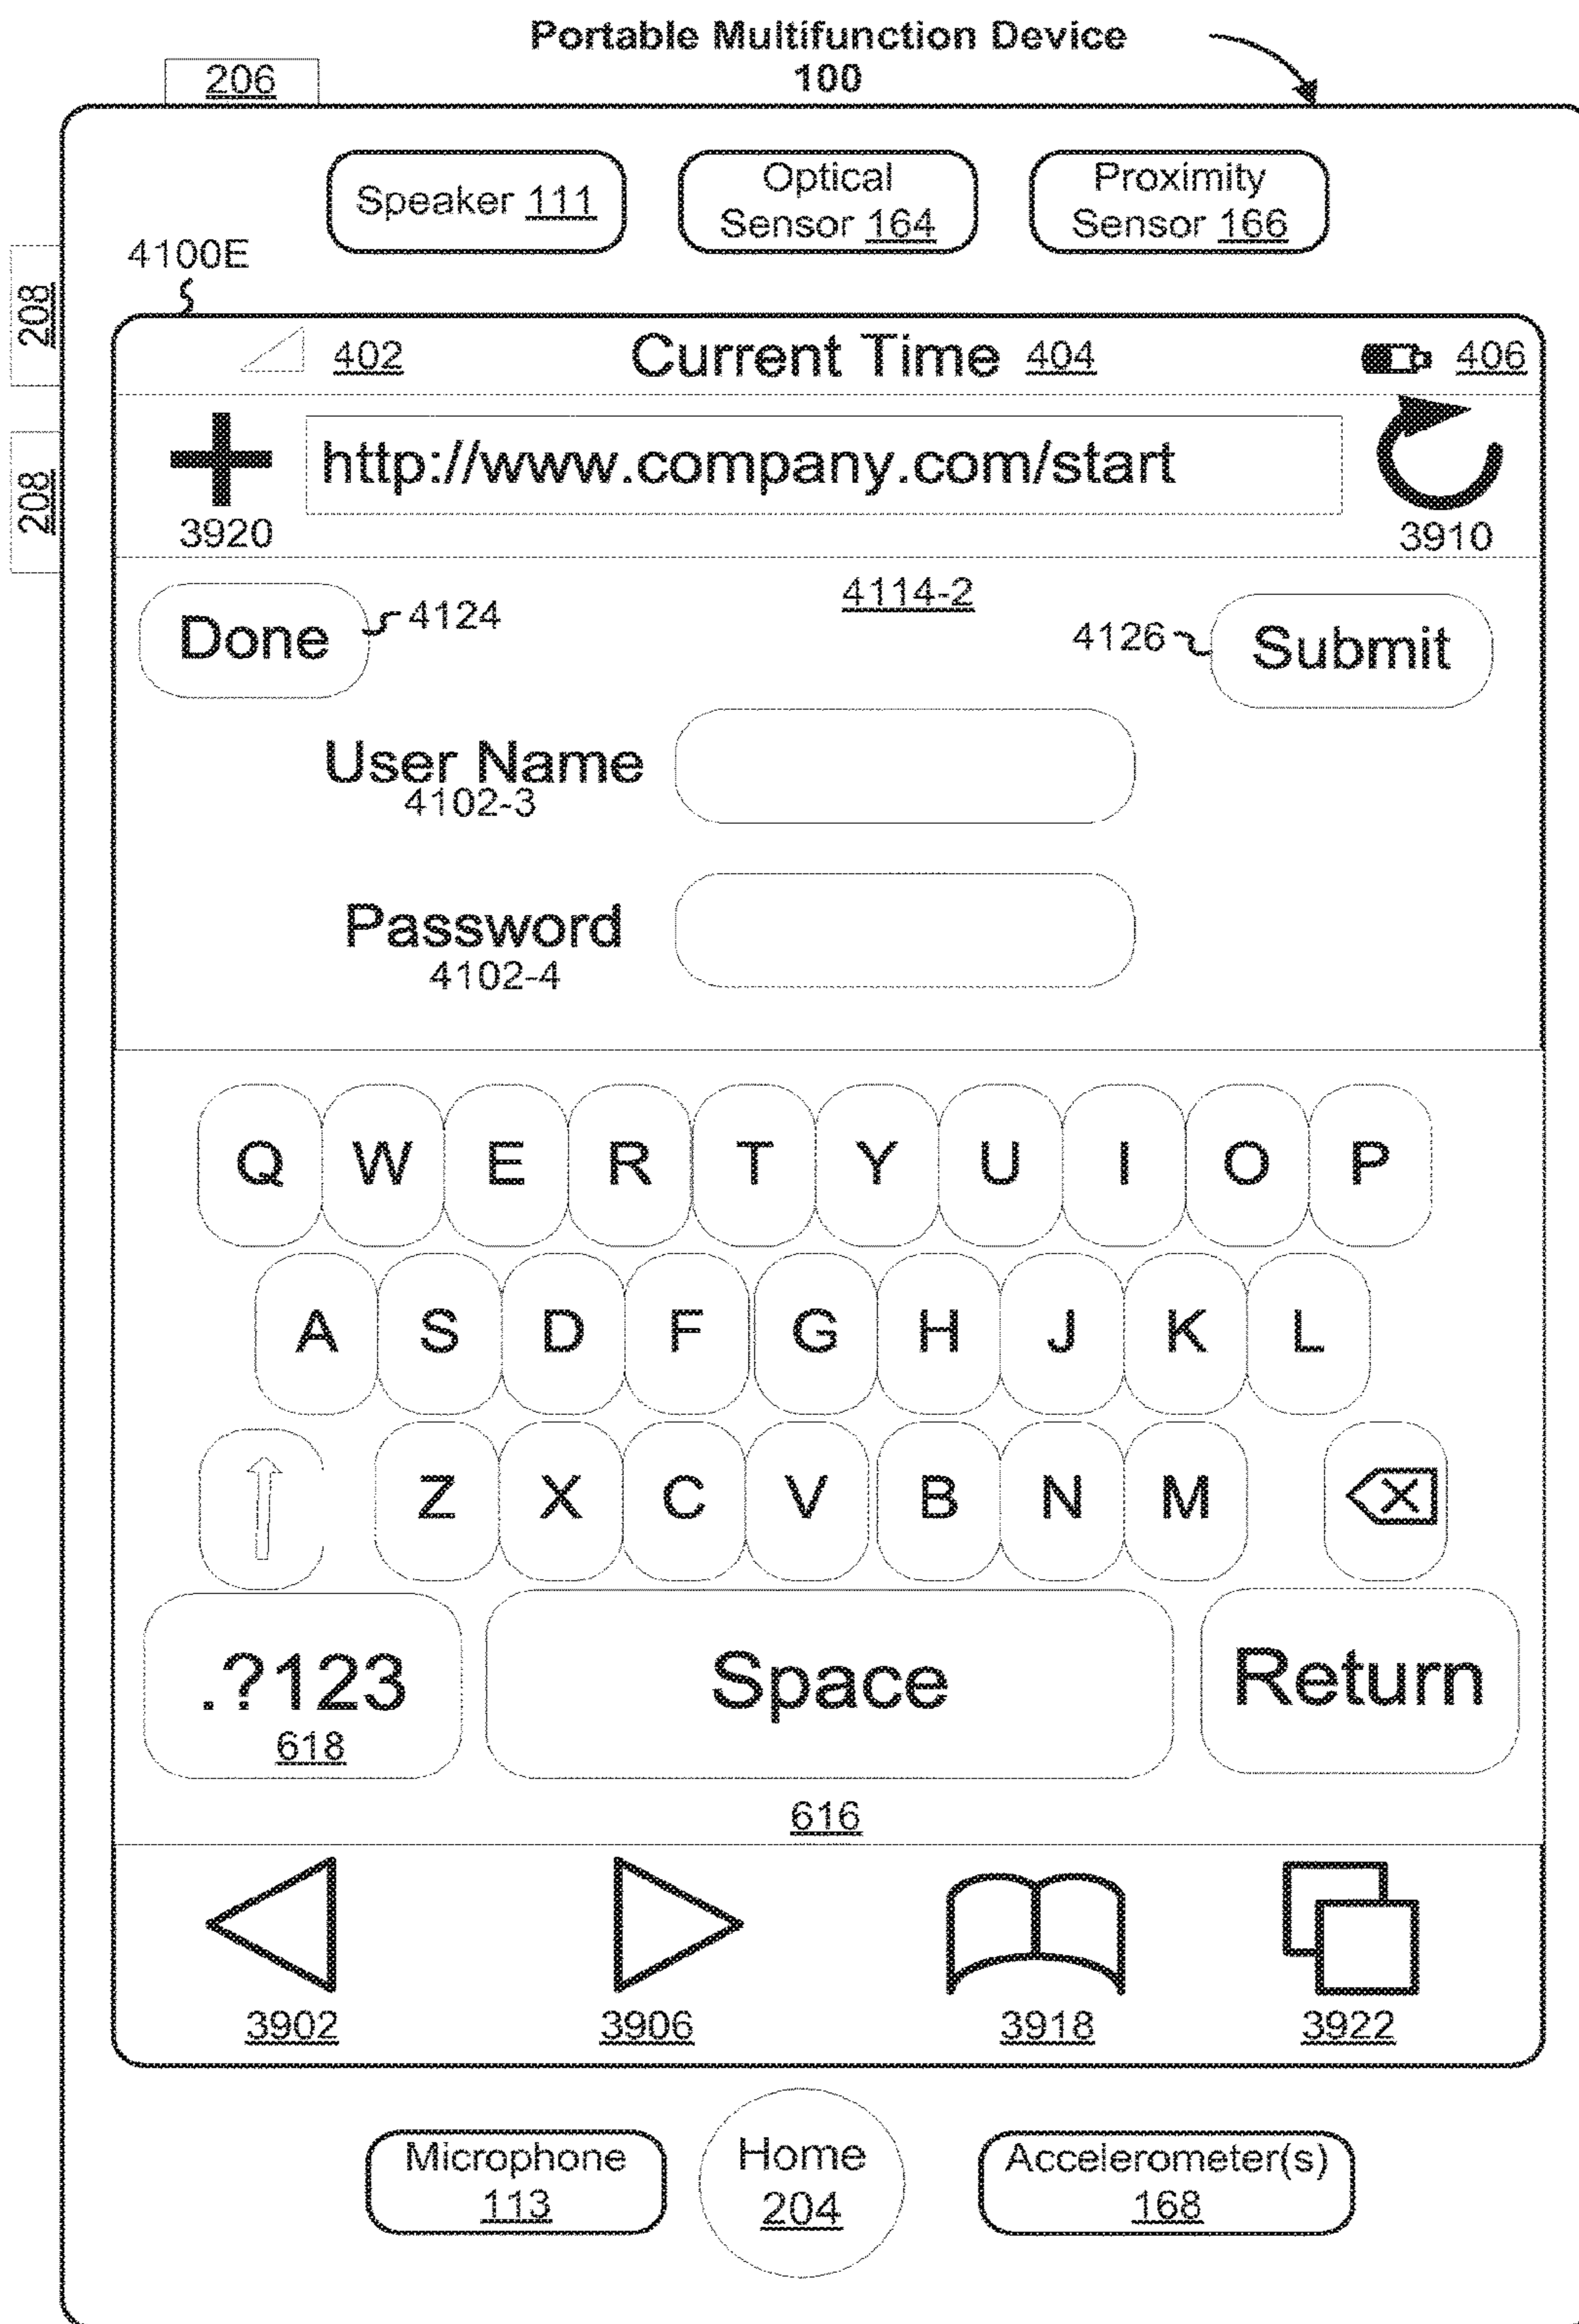 Portable Multifunction Device
100
206
Speaker 111
Optical
Sensor 164
Proximity
Sensor 166
4100E
208
208
402
Current Time 404
406
http://www.company.com/start
3920
3910
Done
4124
4114-2
4126
Submit
User Name
4102-3
Password
4102-4
Q W E R T Y U I O P
A S D F G H J K L
Z X C V B N M
.?123
618
Space
Return
616
3902
3906
3918
3922
Microphone
113
Home
204
Accelerometer(s)
168